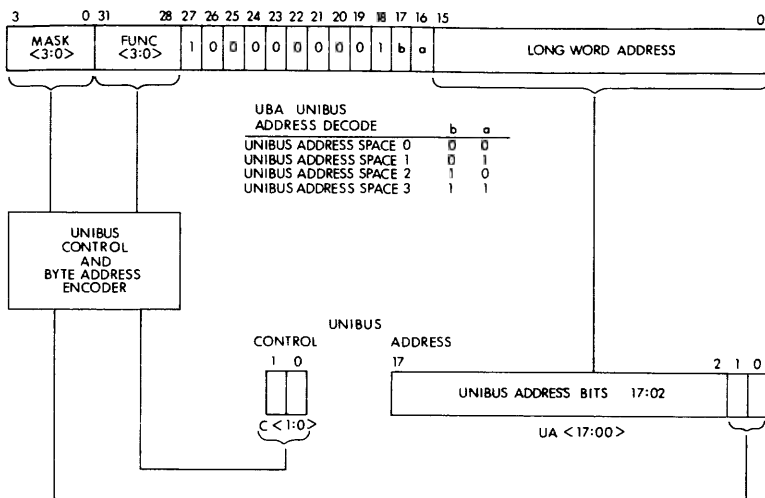 3 0 31 28 27 26 25 24 23 22 21 20 19 18 17 16 15 0
MASK <3:0> FUNC <3:0> 1 0 0 0 0 0 0 0 0 1 b a LONG WORD ADDRESS
UBA UNIBUS
ADDRESS DECODE b a
UNIBUS ADDRESS SPACE 0 0 0
UNIBUS ADDRESS SPACE 1 0 1
UNIBUS ADDRESS SPACE 2 1 0
UNIBUS ADDRESS SPACE 3 1 1
UNIBUS
CONTROL
AND
BYTE ADDRESS
ENCODER
UNIBUS
CONTROL ADDRESS
1 0 17 2 1 0
UNIBUS ADDRESS BITS 17:02
C <1:0> UA <17:00>